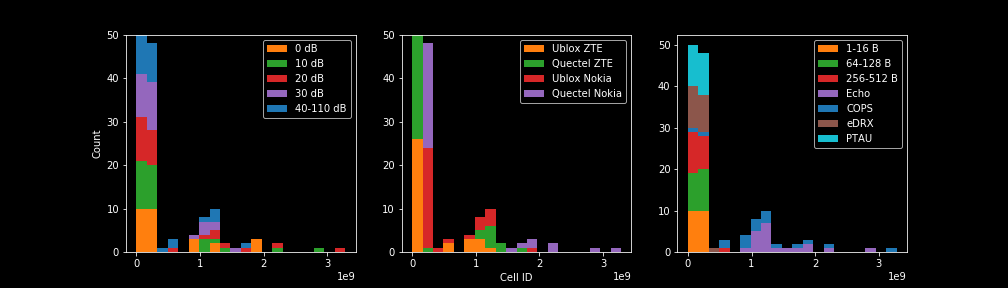 50
40
30
20
10
0
Count
0 dB
10 dB
20 dB
30 dB
40-110 dB
0 1 2 3
1e9
50
40
30
20
10
0
Ublox ZTE
Quectel ZTE
Ublox Nokia
Quectel Nokia
0 1 2 3
1e9
Cell ID
50
40
30
20
10
0
1-16 B
64-128 B
256-512 B
Echo
COPS
eDRX
PTAU
0 1 2 3
1e9